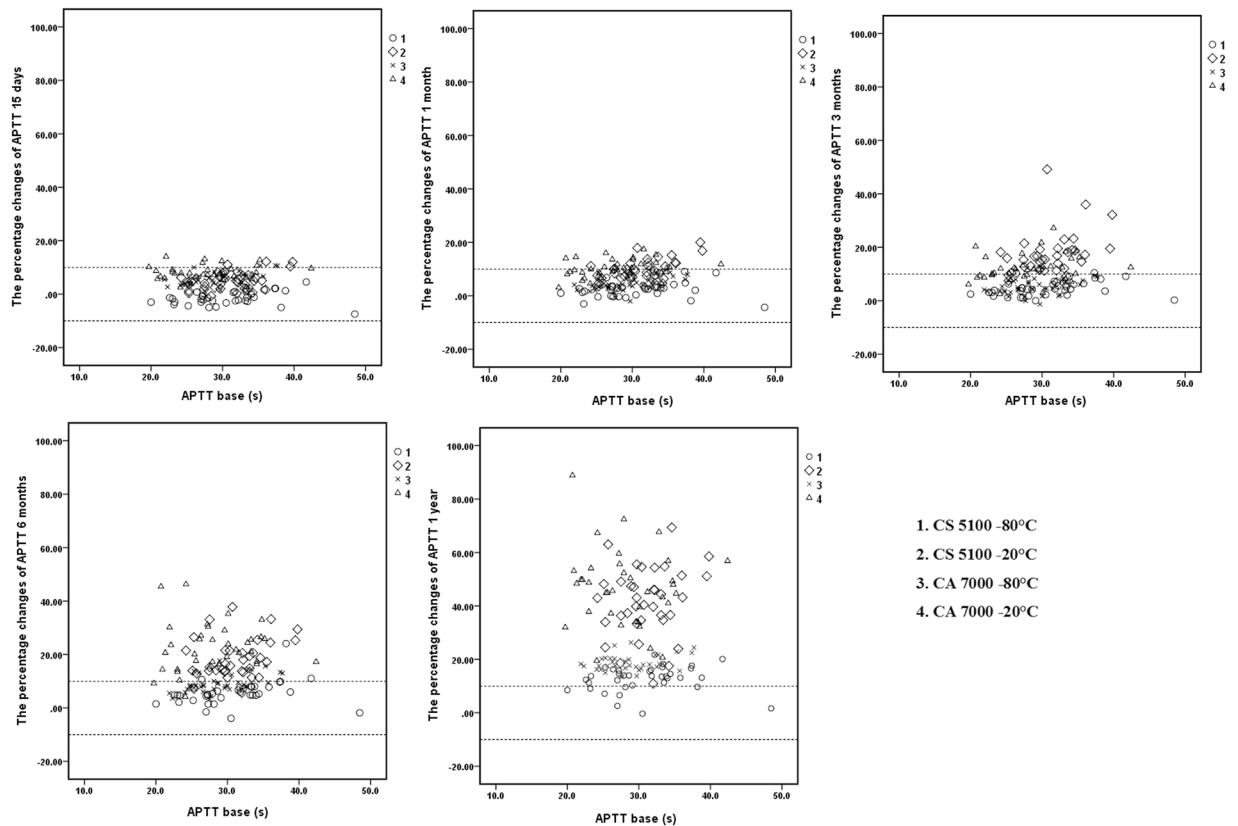 The percentage changes of APTT 15 days
100.00
80.00
60.00
40.00
20.00
.00
-20.00
10.0 20.0 30.0 40.0 50.0
APTT base (s)
1
2
3
4
The percentage changes of APTT 1 month
100.00
80.00
60.00
40.00
20.00
.00
-20.00
10.0 20.0 30.0 40.0 50.0
APTT base (s)
1
2
3
4
The percentage changes of APTT 3 months
100.00
80.00
60.00
40.00
20.00
.00
-20.00
10.0 20.0 30.0 40.0 50.0
APTT base (s)
1
2
3
4
The percentage changes of APTT 6 months
100.00
80.00
60.00
40.00
20.00
.00
-20.00
10.0 20.0 30.0 40.0 50.0
APTT base (s)
1
2
3
4
The percentage changes of APTT 1 year
100.00
80.00
60.00
40.00
20.00
.00
-20.00
10.0 20.0 30.0 40.0 50.0
APTT base (s)
1
2
3
4
1. CS 5100 -80°C
2. CS 5100 -20°C
3. CA 7000 -80°C
4. CA 7000 -20°C